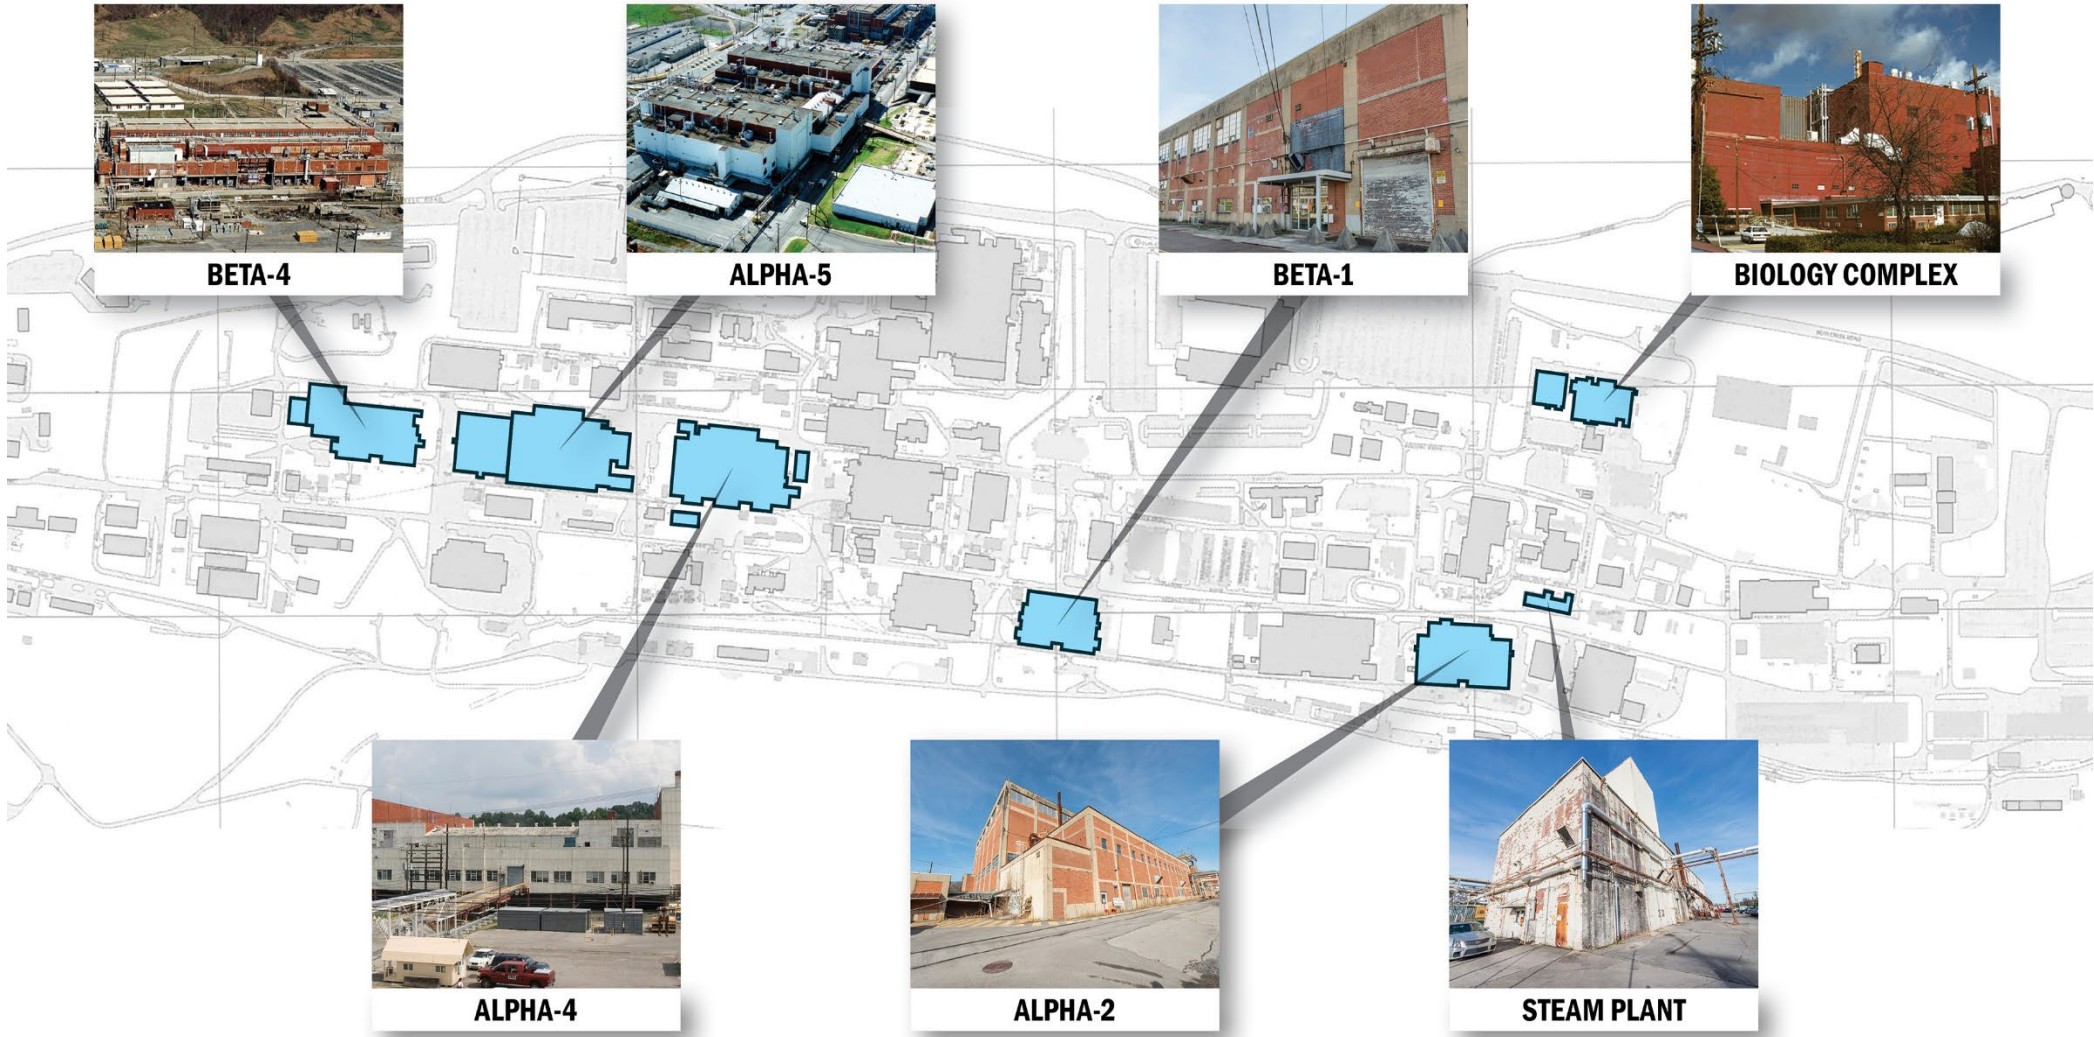 BETA-4
ALPHA-5
BETA-1
BIOLOGY COMPLEX
ALPHA-4
ALPHA-2
STEAM PLANT